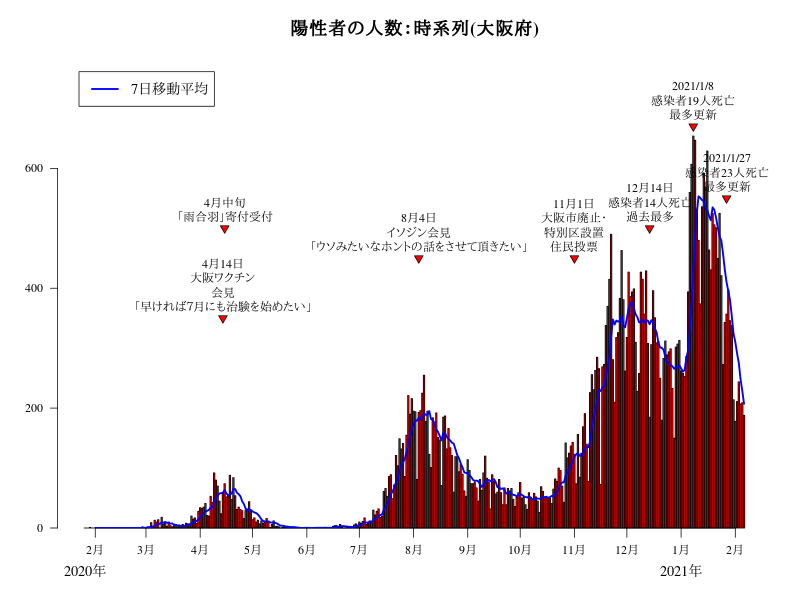 陽性者の人数：時系列(大阪府)
7日移動平均
2021/1/8
感染者19人死亡
最多更新
2021/1/27
感染者23人死亡
最多更新
12月14日
感染者14人死亡
過去最多
4月中旬
「雨合羽」寄付受付
8月4日
イソジン会見
「ウソみたいなホントの話をさせて頂きたい」
11月1日
大阪市廃止・
特別区設置
住民投票
4月14日
大阪ワクチン
会見
「早ければ7月にも治験を始めたい」
600
400
200
0
2月 3月 4月 5月 6月 7月 8月 9月 10月 11月 12月 1月 2月
2020年 2021年